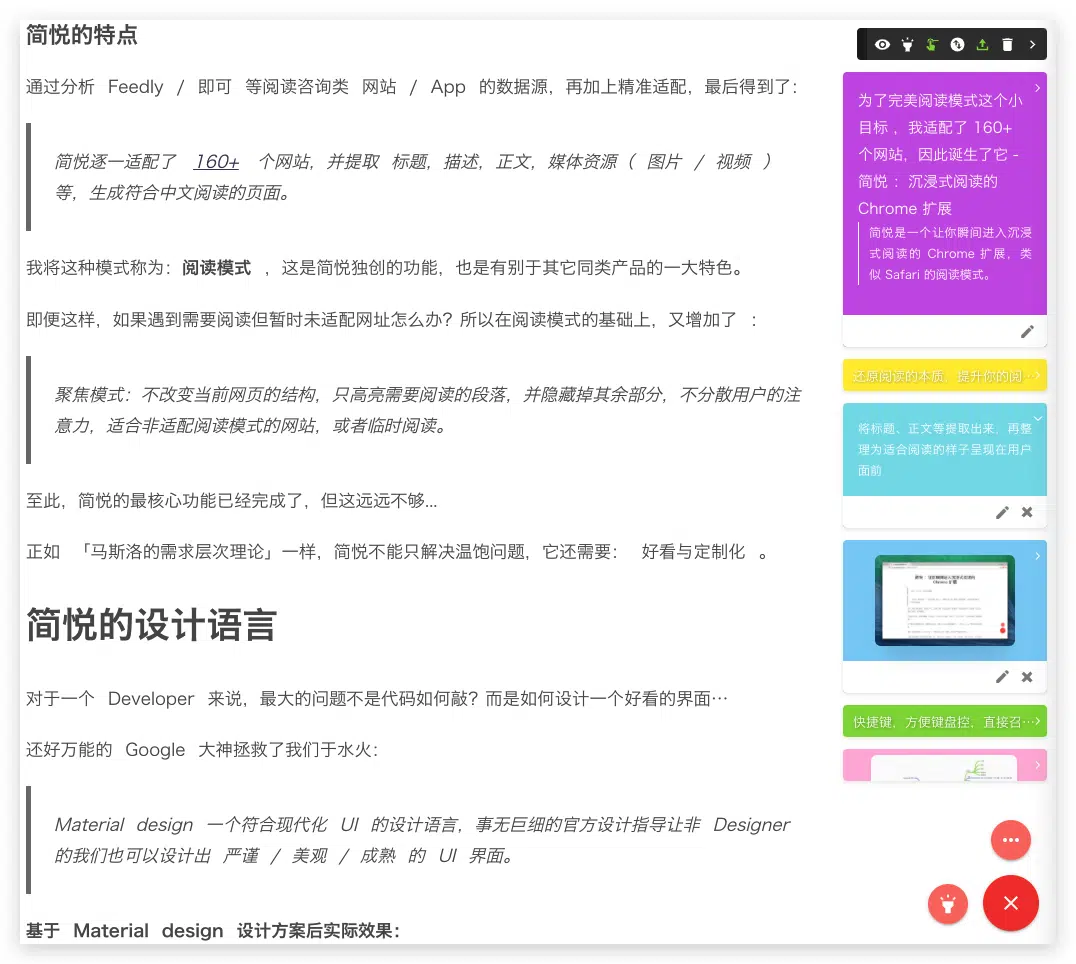 简悦的特点
通过分析 Feedly / 即可 等阅读咨询类 网站 / App 的数据源，再加上精准适配，最后得到了：
简悦逐一适配了 160+ 个网站，并提取 标题，描述，正文，媒体资源（ 图片 / 视频 ）
等，生成符合中文阅读的页面。
我将这种模式称为：阅读模式 ，这是简悦独创的功能，也是有别于其它同类产品的一大特色。
即便这样，如果遇到需要阅读但暂时未适配网址怎么办？所以在阅读模式的基础上，又增加了 ：
聚焦模式：不改变当前网页的结构，只高亮需要阅读的段落，并隐藏掉其余部分，不分散用户的注
意力，适合非适配阅读模式的网站，或者临时阅读。
至此，简悦的最核心功能已经完成了，但这远远不够...
正如 「马斯洛的需求层次理论」一样，简悦不能只解决温饱问题，它还需要： 好看与定制化 。
简悦的设计语言
对于一个 Developer 来说，最大的问题不是代码如何敲？而是如何设计一个好看的界面…
还好万能的 Google 大神拯救了我们于水火：
Material design 一个符合现代化 UI 的设计语言，事无巨细的官方设计指导让非 Designer
的我们也可以设计出 严谨 / 美观 / 成熟 的 UI 界面。
基于 Material design 设计方案后实际效果：
为了完美阅读模式这个小
目标 ，我适配了 160+
个网站，因此诞生了它 -
简悦 ：沉浸式阅读的
Chrome 扩展
简悦是一个让你瞬间进入沉浸
式阅读的 Chrome 扩展，类
似 Safari 的阅读模式。
还原阅读的本质，提升你的阅…
将标题、正文等提取出来，再整
理为适合阅读的样子呈现在用户
面前
Chrome 扩展
快捷键，方便键盘控，直接召…